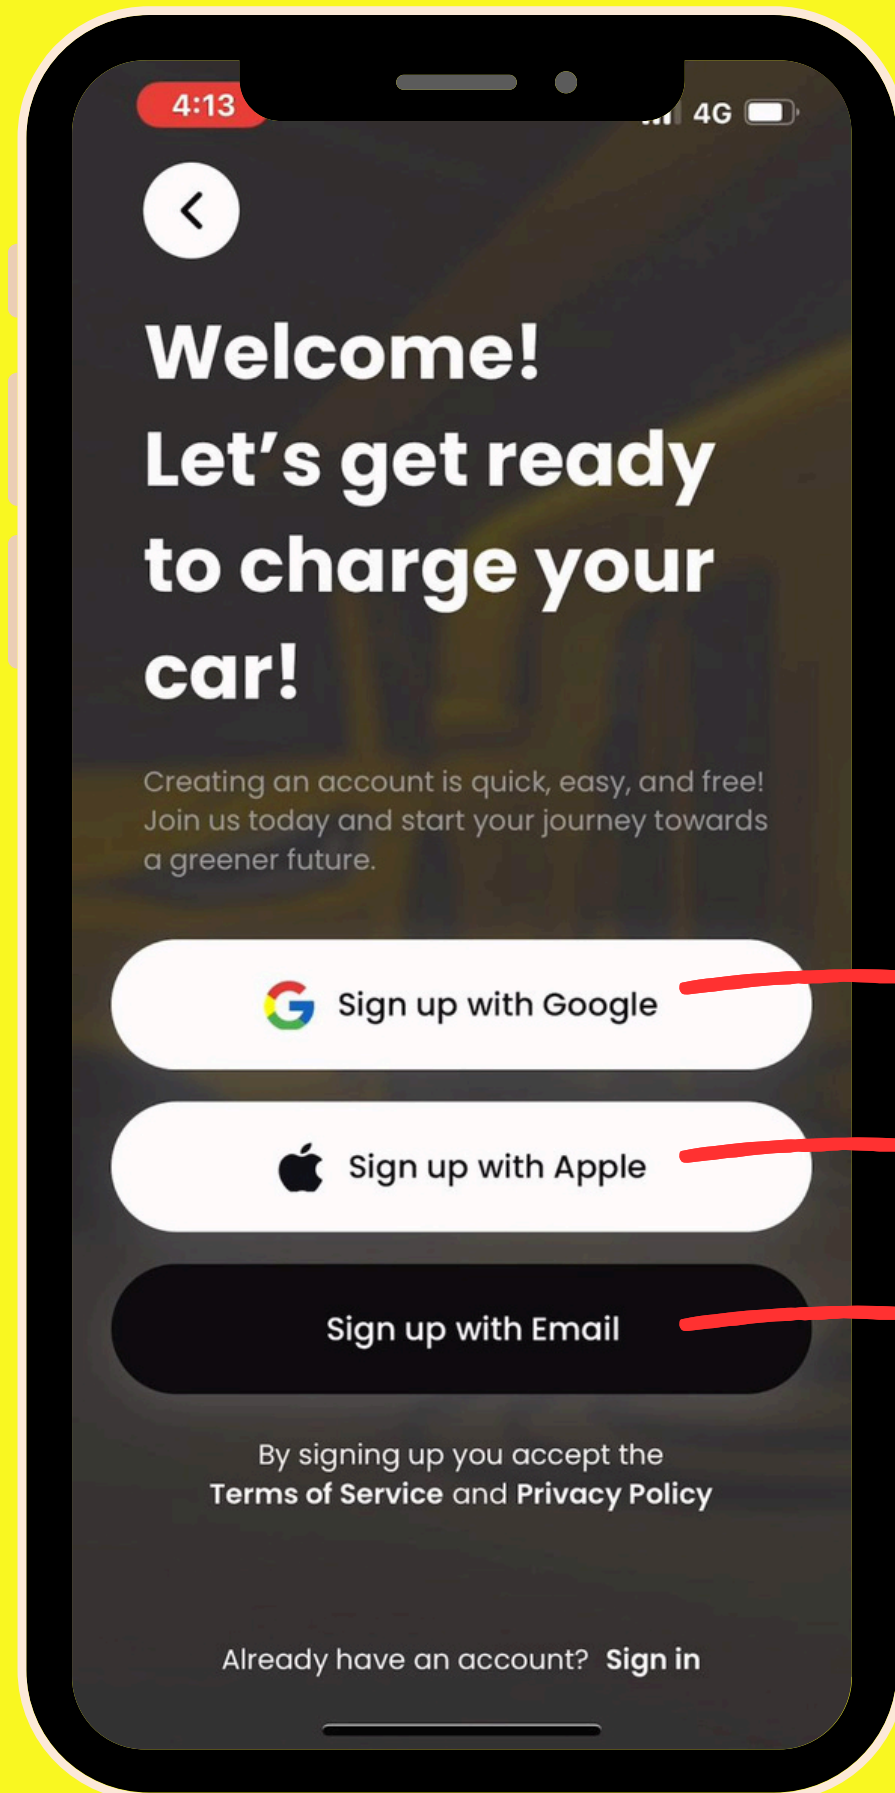 4:13
4G
Welcome!
Let’s get ready
to charge your
car!
Creating an account is quick, easy, and free!
Join us today and start your journey towards
a greener future.
Sign up with Google
Sign up with Apple
Sign up with Email
By signing up you accept the
Terms of Service and Privacy Policy
Already have an account? Sign in